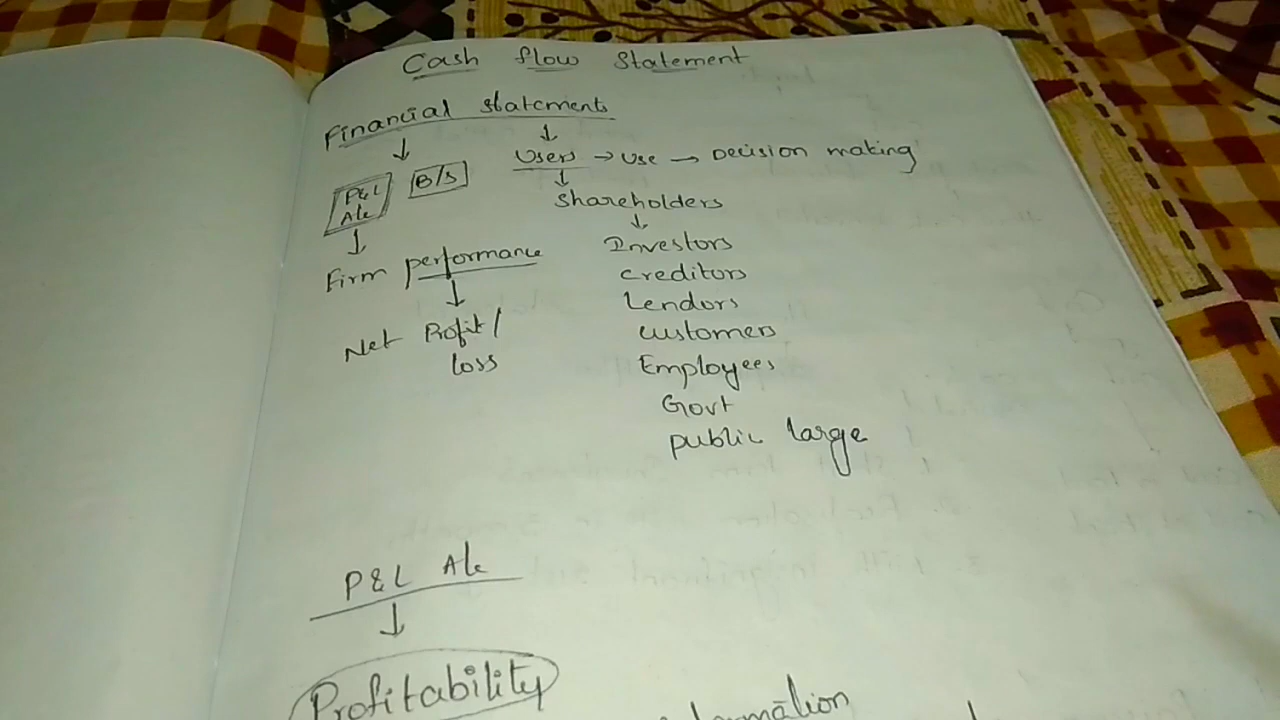 Cash flow Statement
Financial statements
↓ ↓
Users → Use → Decision making
P&L A/c B/S
↓ ↓
Shareholders
↓
Firm performance
↓
Net Profit/
loss
Investors
creditors
Lendors
customers
Employees
Govt
public large
P&L A/c
↓
Profitability